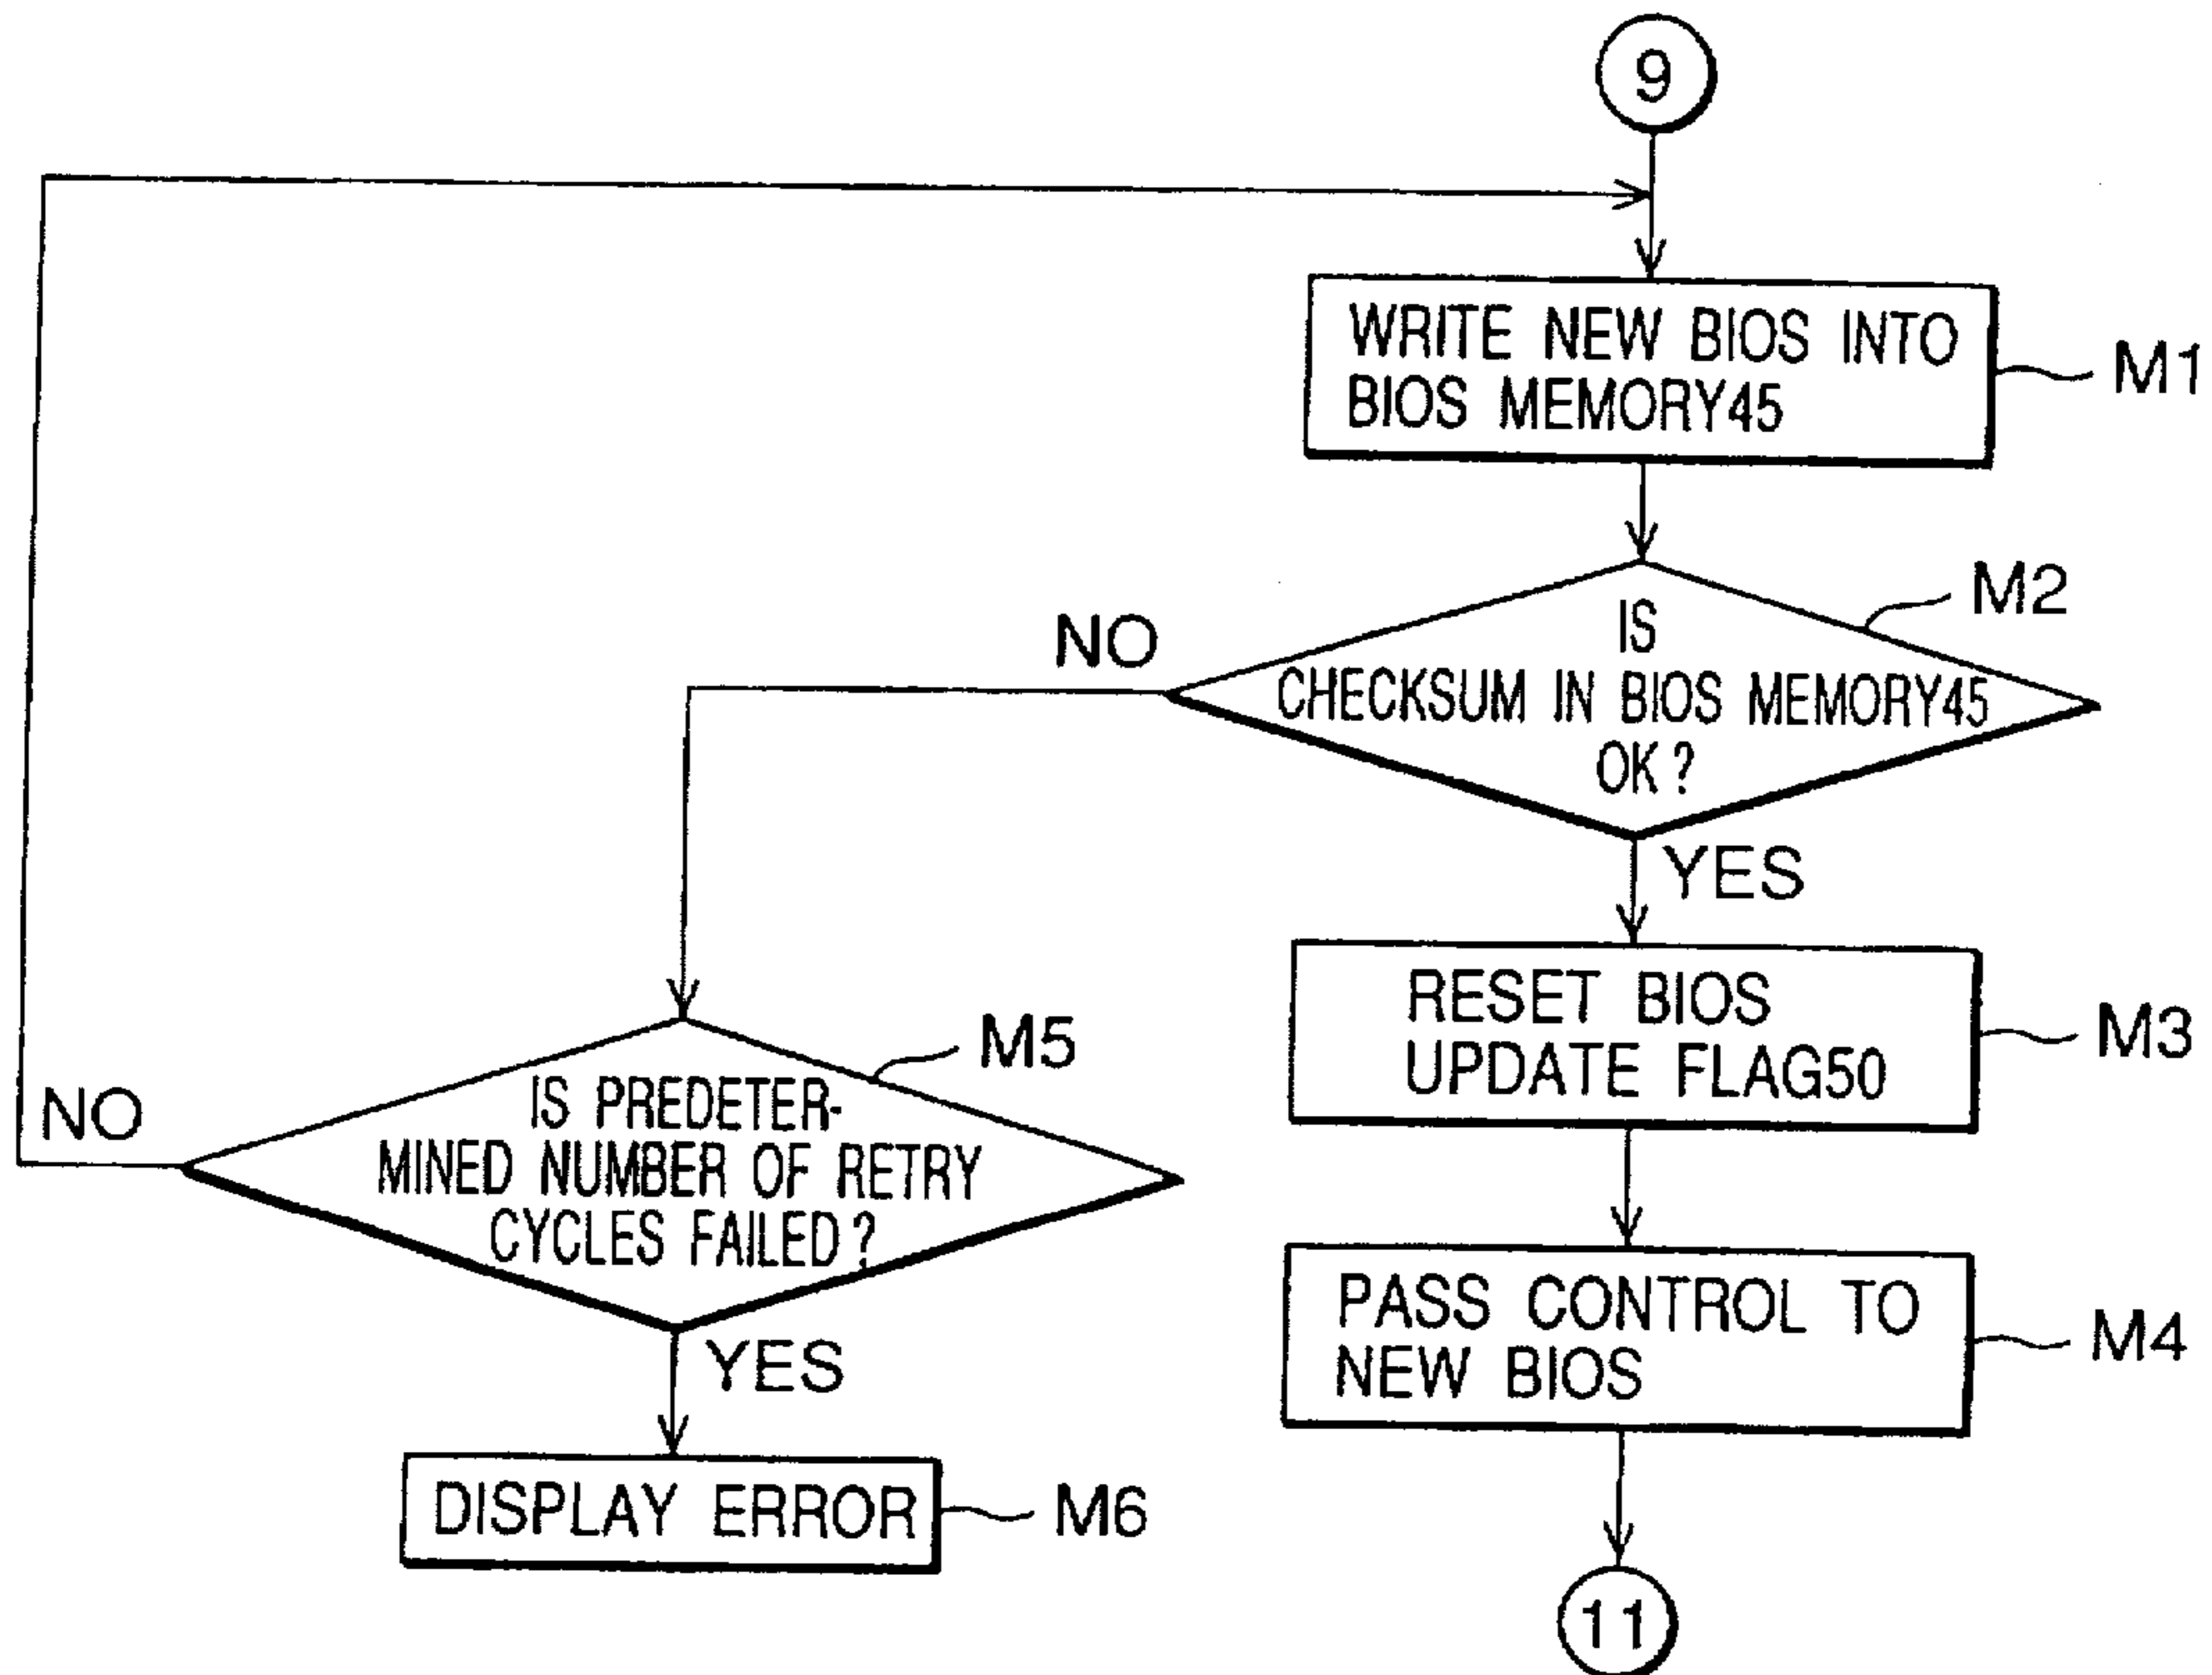 9
WRITE NEW BIOS INTO
BIOS MEMORY45
M1
M2
IS
CHECKSUM IN BIOS MEMORY45
OK?
NO
YES
RESET BIOS
UPDATE FLAG50
M3
M5
IS PREDETER-
MINED NUMBER OF RETRY
CYCLES FAILED?
NO
YES
PASS CONTROL TO
NEW BIOS
M4
DISPLAY ERROR
M6
11